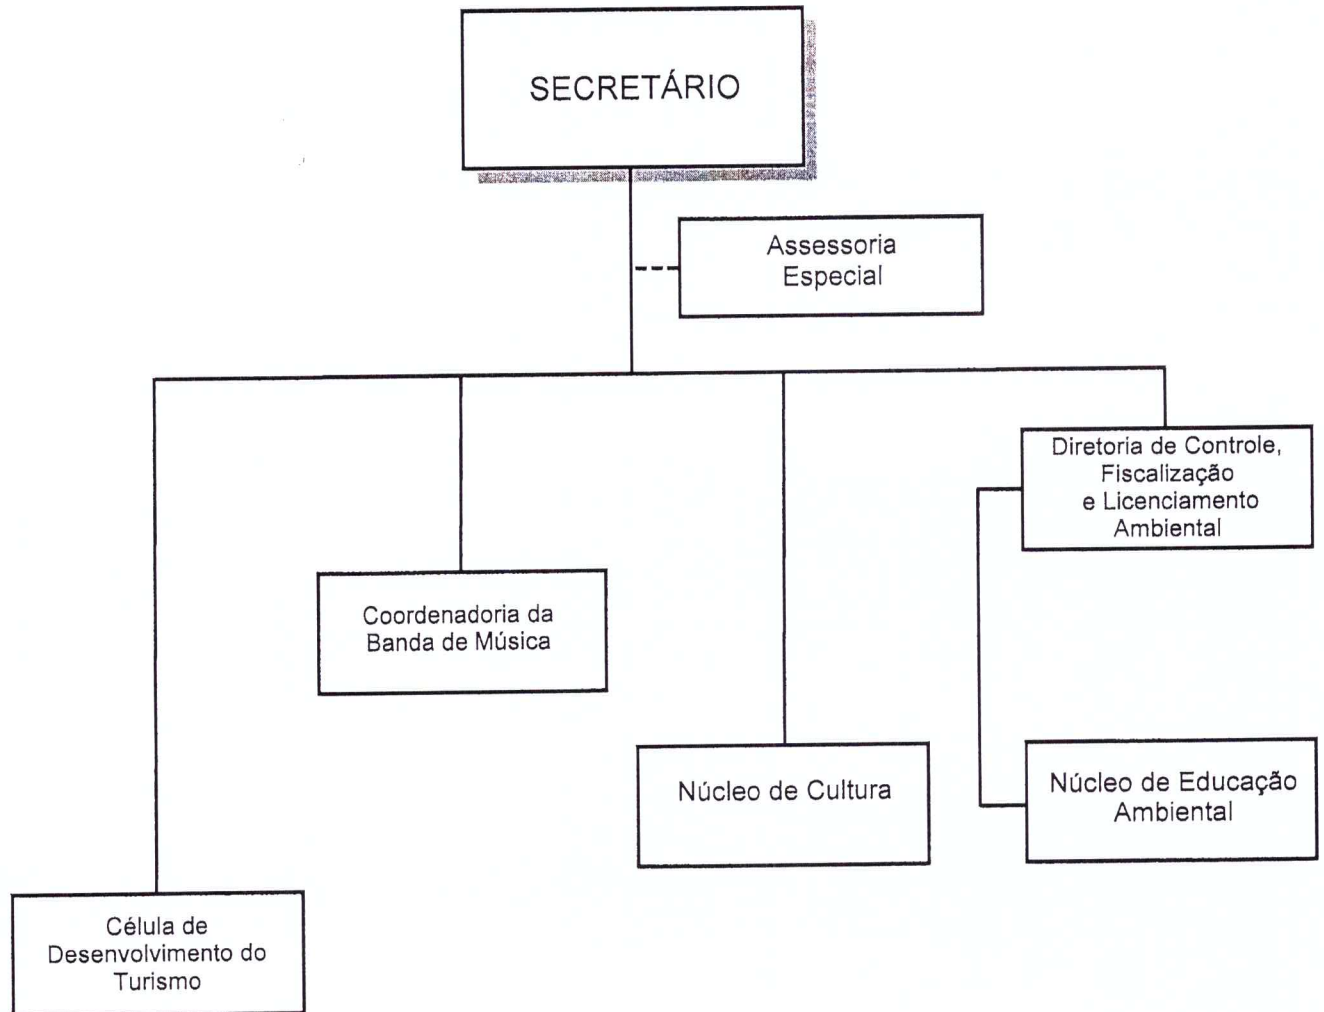 SECRETÁRIO
Assessoria
Especial
Diretoria de Controle,
Fiscalização
e Licenciamento
Ambiental
Coordenadoria da
Banda de Música
Núcleo de Cultura
Núcleo de Educação
Ambiental
Célula de
Desenvolvimento do
Turismo